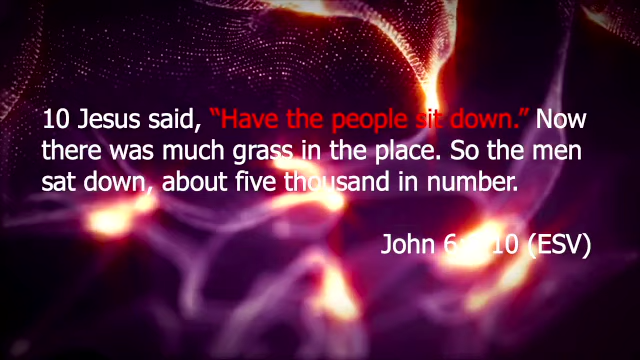 10 Jesus said, “Have the people sit down.” Now
there was much grass in the place. So the men
sat down, about five thousand in number.
John 6 10 (ESV)